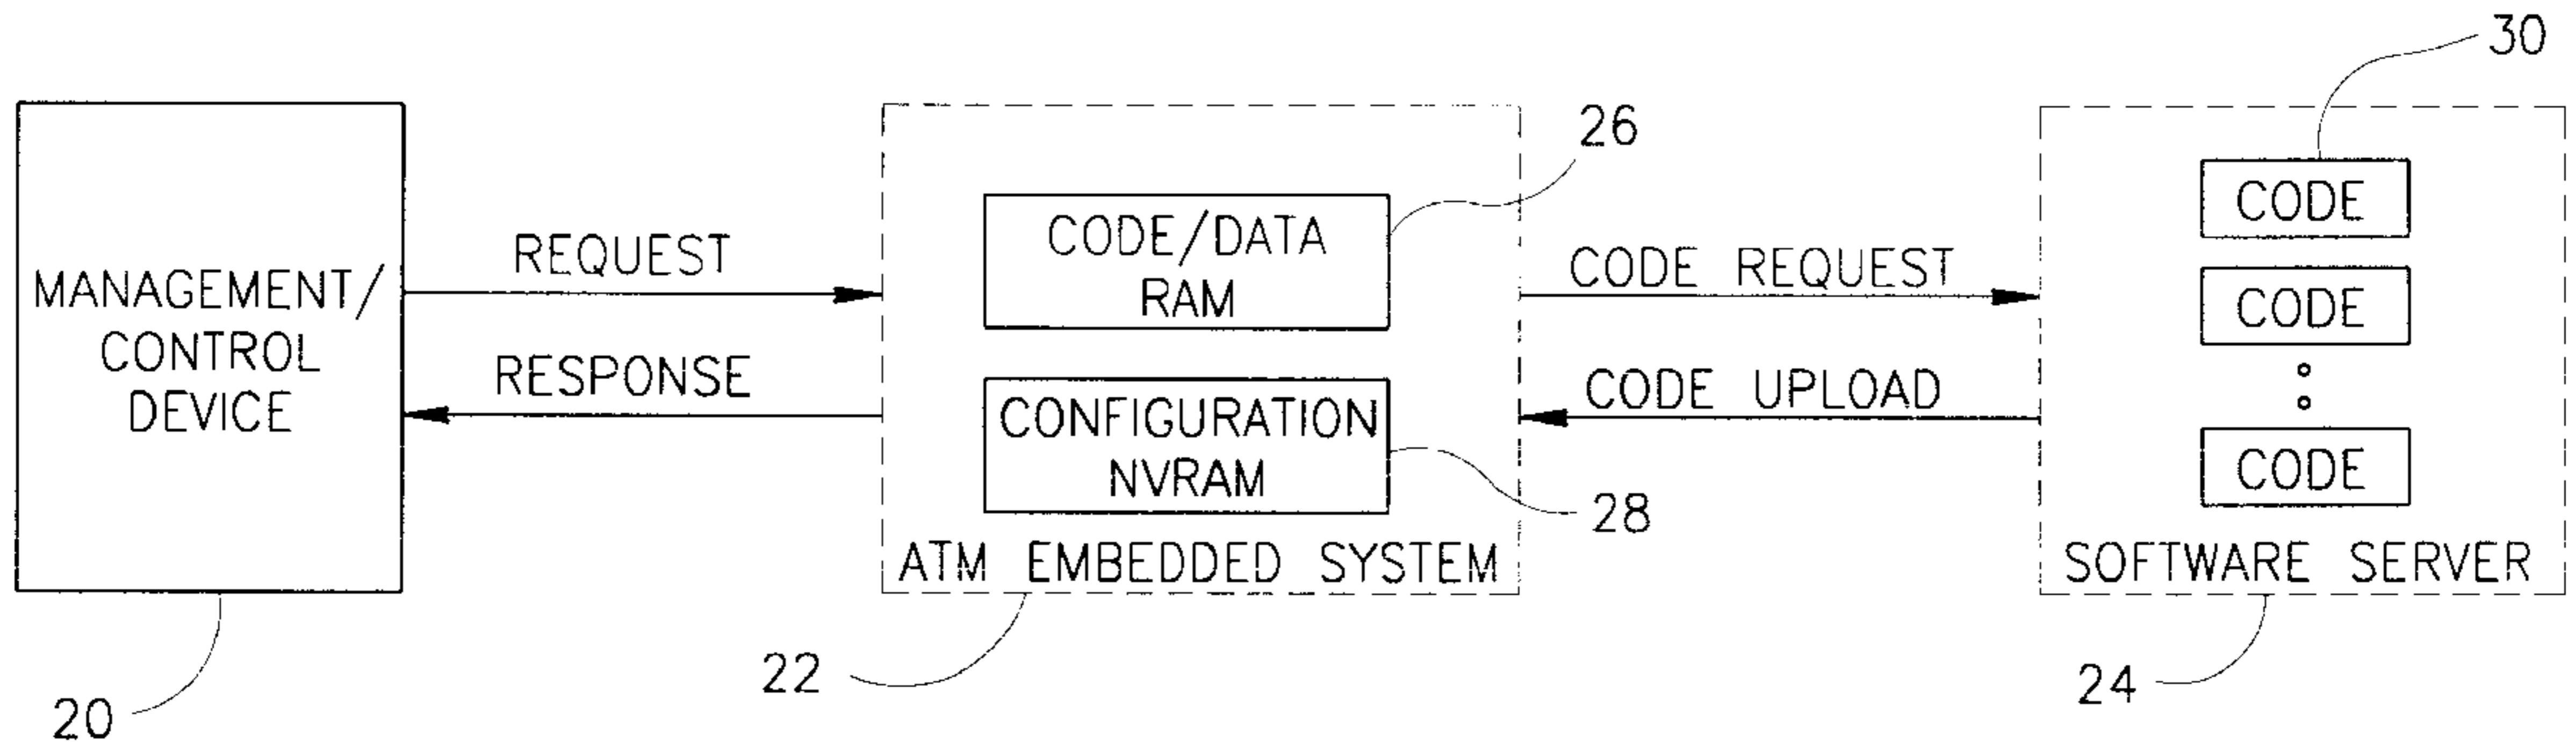 30
26
CODE
CODE/DATA
RAM
REQUEST
CODE REQUEST
MANAGEMENT/
CONTROL
DEVICE
CODE
RESPONSE
CODE UPLOAD
CONFIGURATION
NVRAM
CODE
28
ATM EMBEDDED SYSTEM
SOFTWARE SERVER
22
24
20